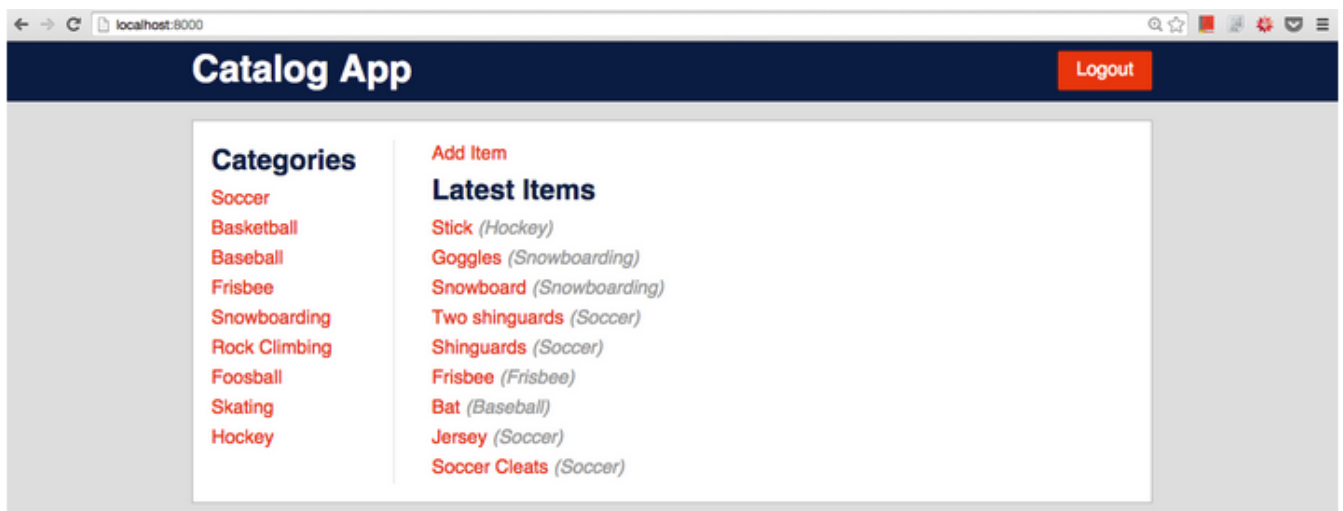 localhost:8000
Catalog App
Logout
Categories
Soccer
Basketball
Baseball
Frisbee
Snowboarding
Rock Climbing
Foosball
Skating
Hockey
Add Item
Latest Items
Stick (Hockey)
Goggles (Snowboarding)
Snowboard (Snowboarding)
Two shinguards (Soccer)
Shinguards (Soccer)
Frisbee (Frisbee)
Bat (Baseball)
Jersey (Soccer)
Soccer Cleats (Soccer)